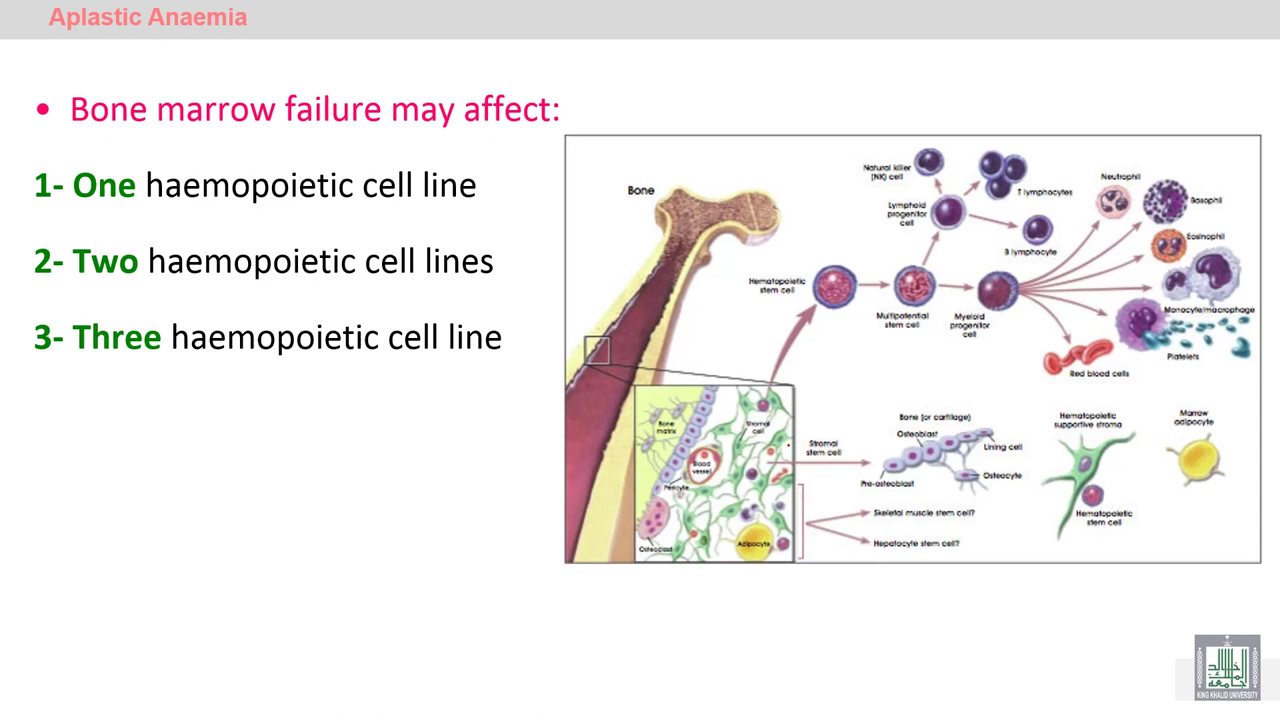 Aplastic Anaemia
• Bone marrow failure may affect:
1- One haemopoietic cell line
2- Two haemopoietic cell lines
3- Three haemopoietic cell line
Bone
Natural killer
(NK) cell
T lymphocytes
Lymphoid
progenitor
cell
B lymphocyte
Neutrophil
Basophil
Eosinophil
Hematopoietic
stem cell
Multipotential
stem cell
Myeloid
progenitor
cell
Monocyte/macrophage
Platelets
Red blood cells
Bone
matrix
Stromal
cell
Blood
vessel
Pericyte
Osteoblast
Adipocyte
Stromal
stem cell
Bone (or cartilage)
Osteoblast
Lining cell
Pre-osteoblast
Osteocyte
Skeletal muscle stem cell?
Hepatocyte stem cell?
Hematopoietic
supportive stroma
Hematopoietic
stem cell
Marrow
adipocyte
KING KHALID UNIVERSITY